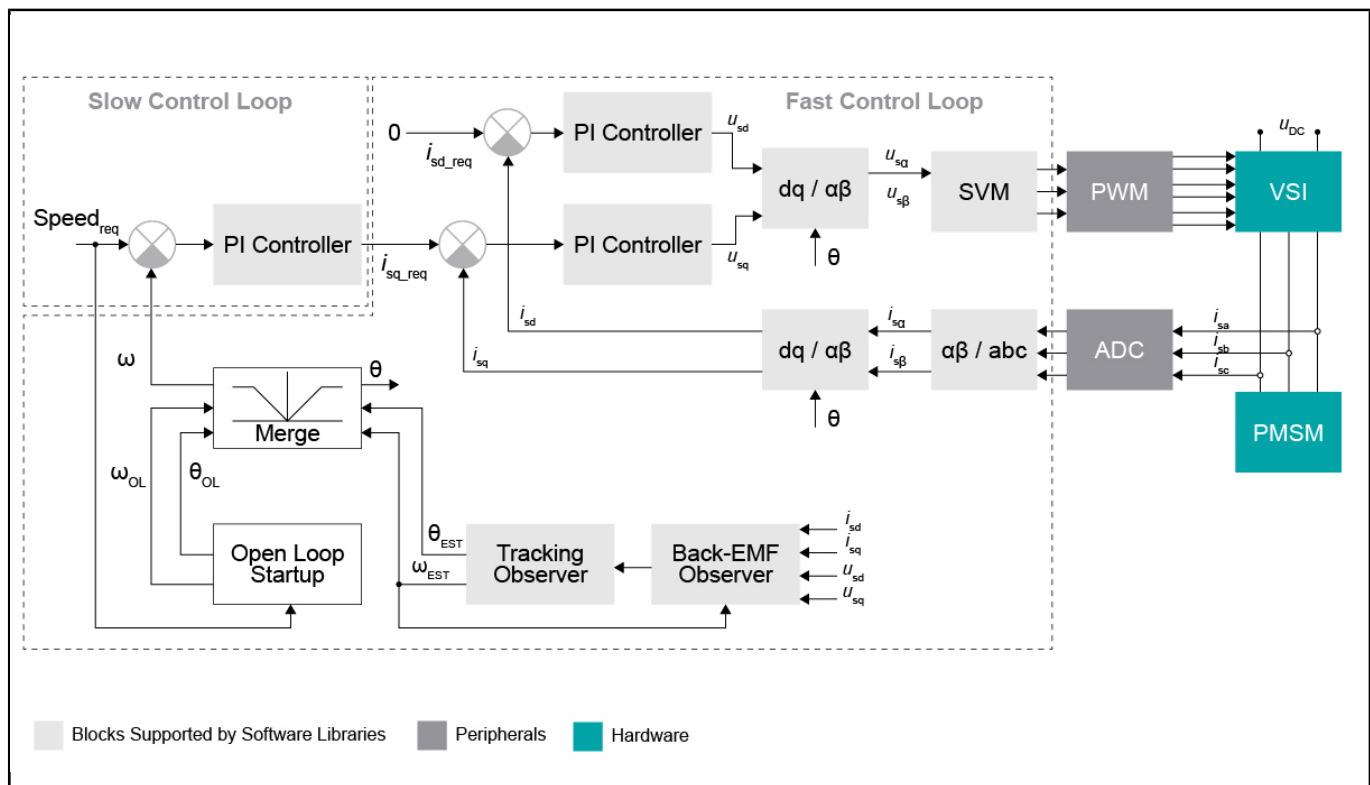 Slow Control Loop
Fast Control Loop
0
i_sd_req
PI Controller
u_sd
u_DC
dq / αβ
u_sα
u_sβ
SVM
PWM
VSI
Speed_req
PI Controller
i_sq_req
PI Controller
u_sq
θ
i_sd
i_sq
dq / αβ
i_sα
i_sβ
αβ / abc
ADC
i_sa
i_sb
i_sc
θ
PMSM
ω
θ
Merge
ω_OL
θ_OL
Open Loop
Startup
θ_EST
ω_EST
Tracking
Observer
Back-EMF
Observer
i_sd
i_sq
u_sd
u_sq
Blocks Supported by Software Libraries
Peripherals
Hardware